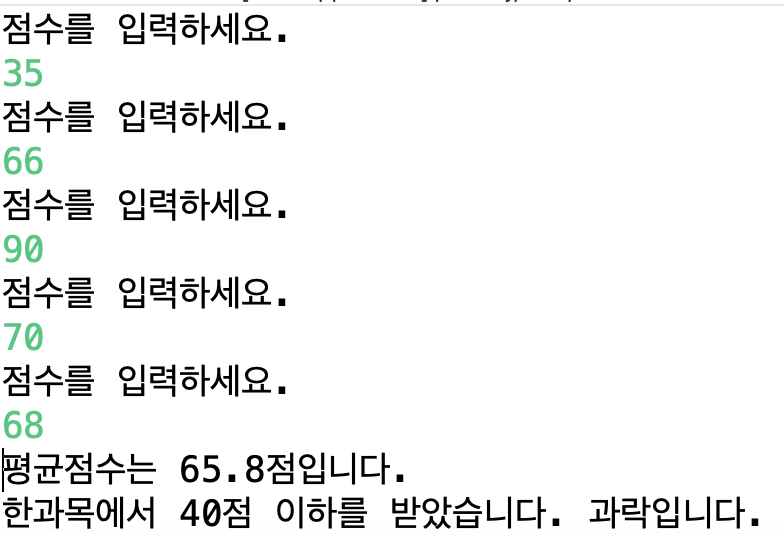 점수를 입력하세요.
35
점수를 입력하세요.
66
점수를 입력하세요.
90
점수를 입력하세요.
70
점수를 입력하세요.
68
평균점수는 65.8점입니다.
한과목에서 40점 이하를 받았습니다. 과락입니다.